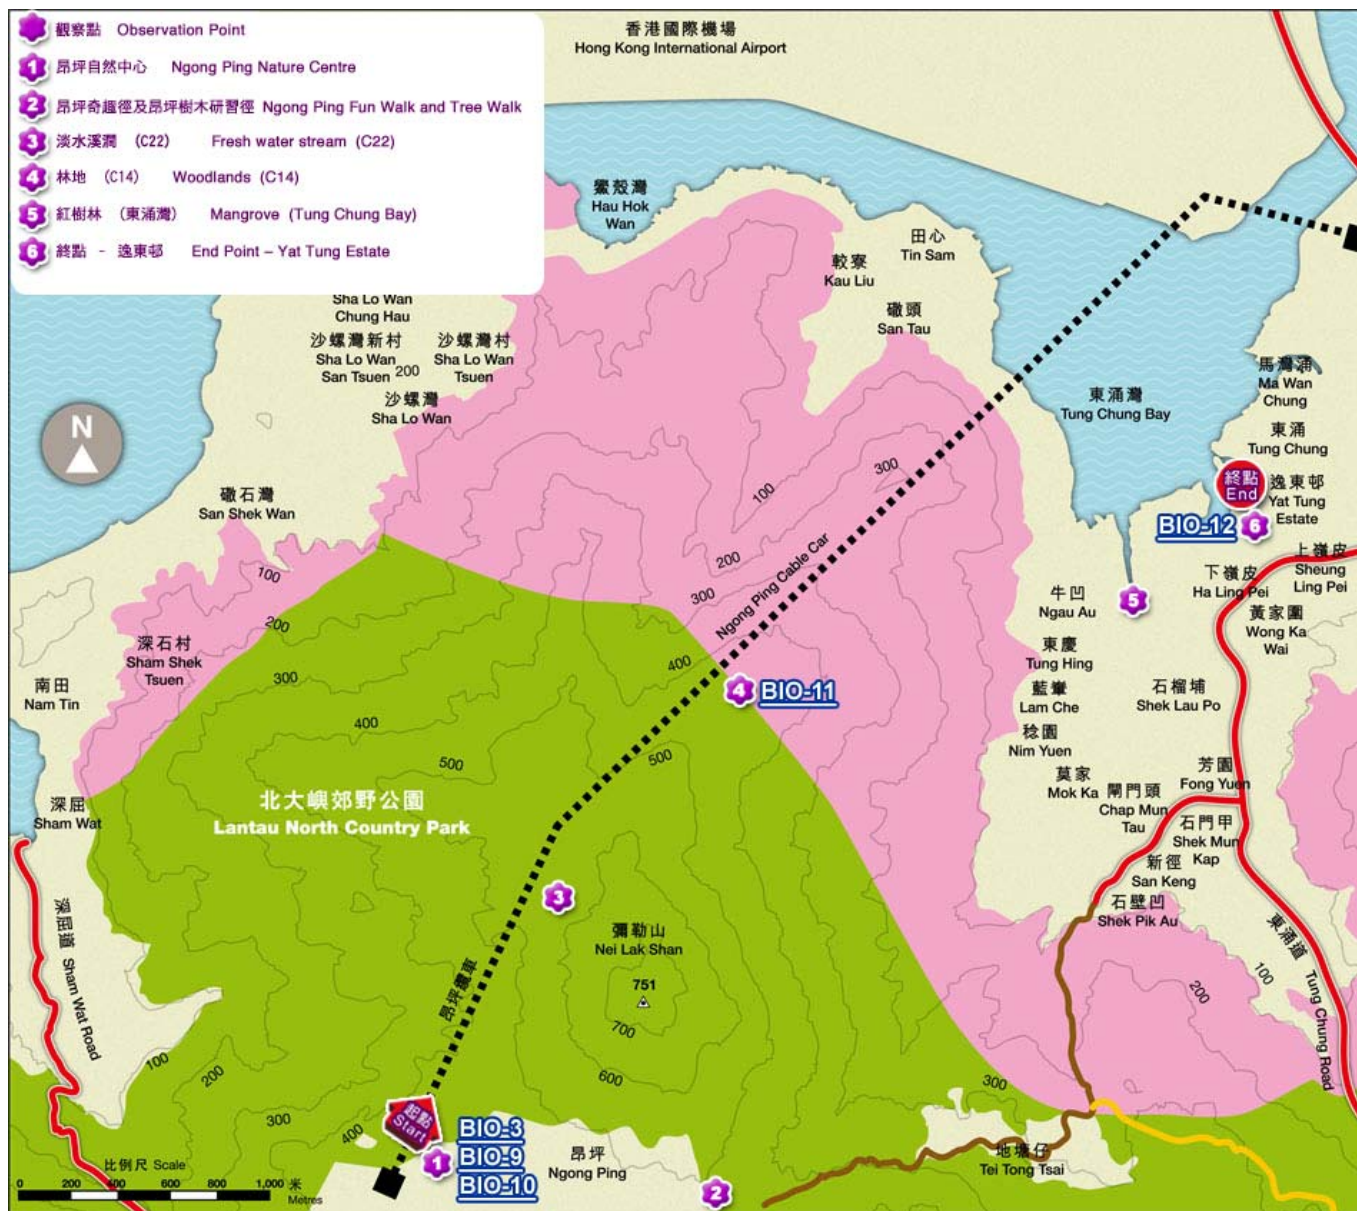 觀察點 Observation Point
1 昂坪自然中心 Ngong Ping Nature Centre
2 昂坪奇趣徑及昂坪樹木研習徑 Ngong Ping Fun Walk and Tree Walk
3 淡水溪澗 (C22) Fresh water stream (C22)
4 林地 (C14) Woodlands (C14)
5 紅樹林 (東涌灣) Mangrove (Tung Chung Bay)
6 終點 - 逸東邨 End Point – Yat Tung Estate
香港國際機場
Hong Kong International Airport
鱟殼灣
Hau Hok
Wan
田心
Tin Sam
較寮
Kau Liu
䃟頭
San Tau
Sha Lo Wan
Chung Hau
沙螺灣新村
Sha Lo Wan
San Tsuen
200
沙螺灣村
Sha Lo Wan
Tsuen
沙螺灣
Sha Lo Wan
N
東涌灣
Tung Chung Bay
馬灣涌
Ma Wan
Chung
東涌
Tung Chung
終點
End
逸東邨
Yat Tung
Estate
BIO-12
6
䃟石灣
San Shek Wan
100
200
300
400
500
300
100
200
300
400
500
Ngong Ping Cable Car
上嶺皮
Sheung
Ling Pei
下嶺皮
Ha Ling Pei
黃家圍
Wong Ka
Wai
牛凹
Ngau Au
5
東慶
Tung Hing
藍輋
Lam Che
稔園
Nim Yuen
石榴埔
Shek Lau Po
深石村
Sham Shek
Tsuen
南田
Nam Tin
4
BIO-11
莫家
Mok Ka
閘門頭
Chap Mun
Tau
芳園
Fong Yuen
石門甲
Shek Mun
Kap
新徑
San Keng
石壁凹
Shek Pik Au
深屈
Sham Wat
北大嶼郊野公園
Lantau North Country Park
3
彌勒山
Nei Lak Shan
751
700
600
深屈道 Sham Wat Road
昂坪纜車
東涌道 Tung Chung Road
100
200
300
100
200
300
400
起點
Start
1
BIO-3
BIO-9
BIO-10
昂坪
Ngong Ping
2
地塘仔
Tei Tong Tsai
比例尺 Scale
0 200 400 600 800 1,000 米
Metres